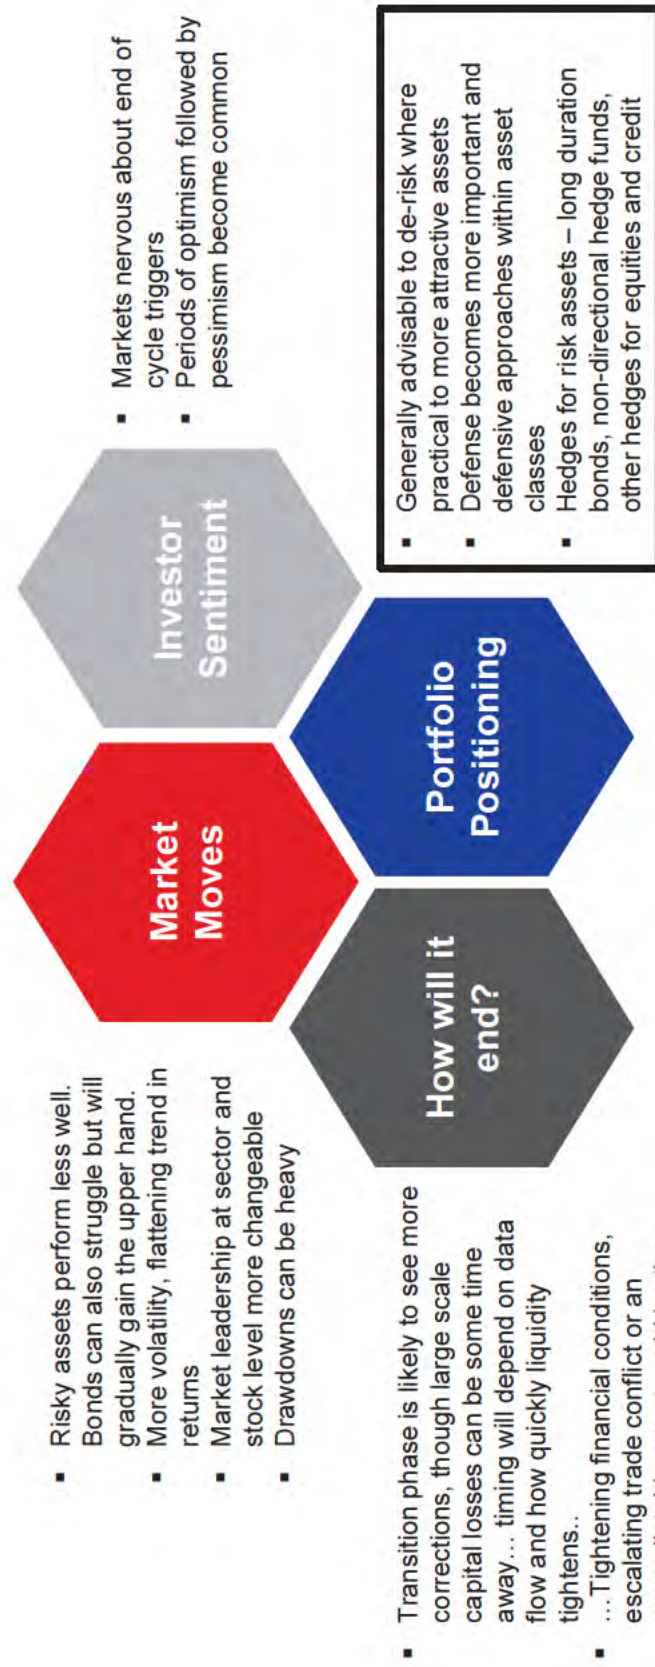 Market
Moves
▪ Risky assets perform less well.
Bonds can also struggle but will
gradually gain the upper hand.
▪ More volatility, flattening trend in
returns
▪ Market leadership at sector and
stock level more changeable
▪ Drawdowns can be heavy
Investor
Sentiment
▪ Markets nervous about end of
cycle triggers
▪ Periods of optimism followed by
pessimism become common
How will it
end?
▪ Transition phase is likely to see more
corrections, though large scale
capital losses can be some time
away… timing will depend on data
flow and how quickly liquidity
tightens..
▪ …Tightening financial conditions,
escalating trade conflict or an
Portfolio
Positioning
▪ Generally advisable to de-risk where
practical to more attractive assets
▪ Defense becomes more important and
defensive approaches within asset
classes
▪ Hedges for risk assets – long duration
bonds, non-directional hedge funds,
other hedges for equities and credit